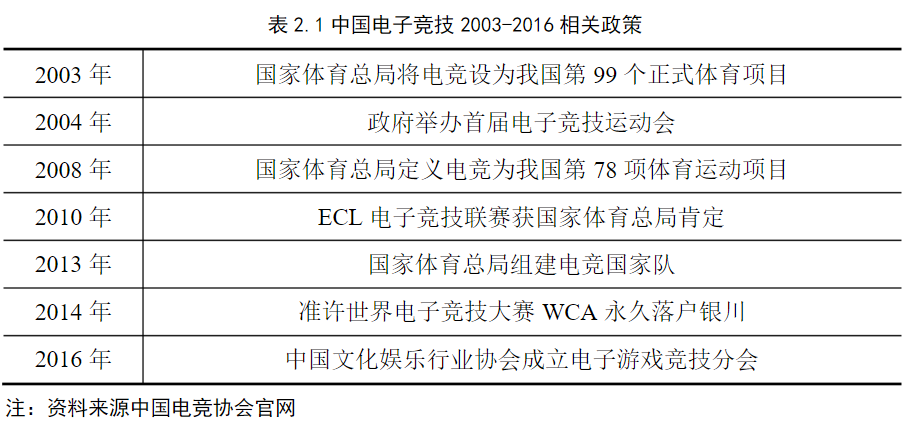 表 2.1 中国电子竞技 2003-2016 相关政策
2003 年 国家体育总局将电竞设为我国第 99 个正式体育项目
2004 年 政府举办首届电子竞技运动会
2008 年 国家体育总局定义电竞为我国第 78 项体育运动项目
2010 年 ECL 电子竞技联赛获国家体育总局肯定
2013 年 国家体育总局组建电竞国家队
2014 年 准许世界电子竞技大赛 WCA 永久落户银川
2016 年 中国文化娱乐行业协会成立电子游戏竞技分会
注：资料来源中国电竞协会官网